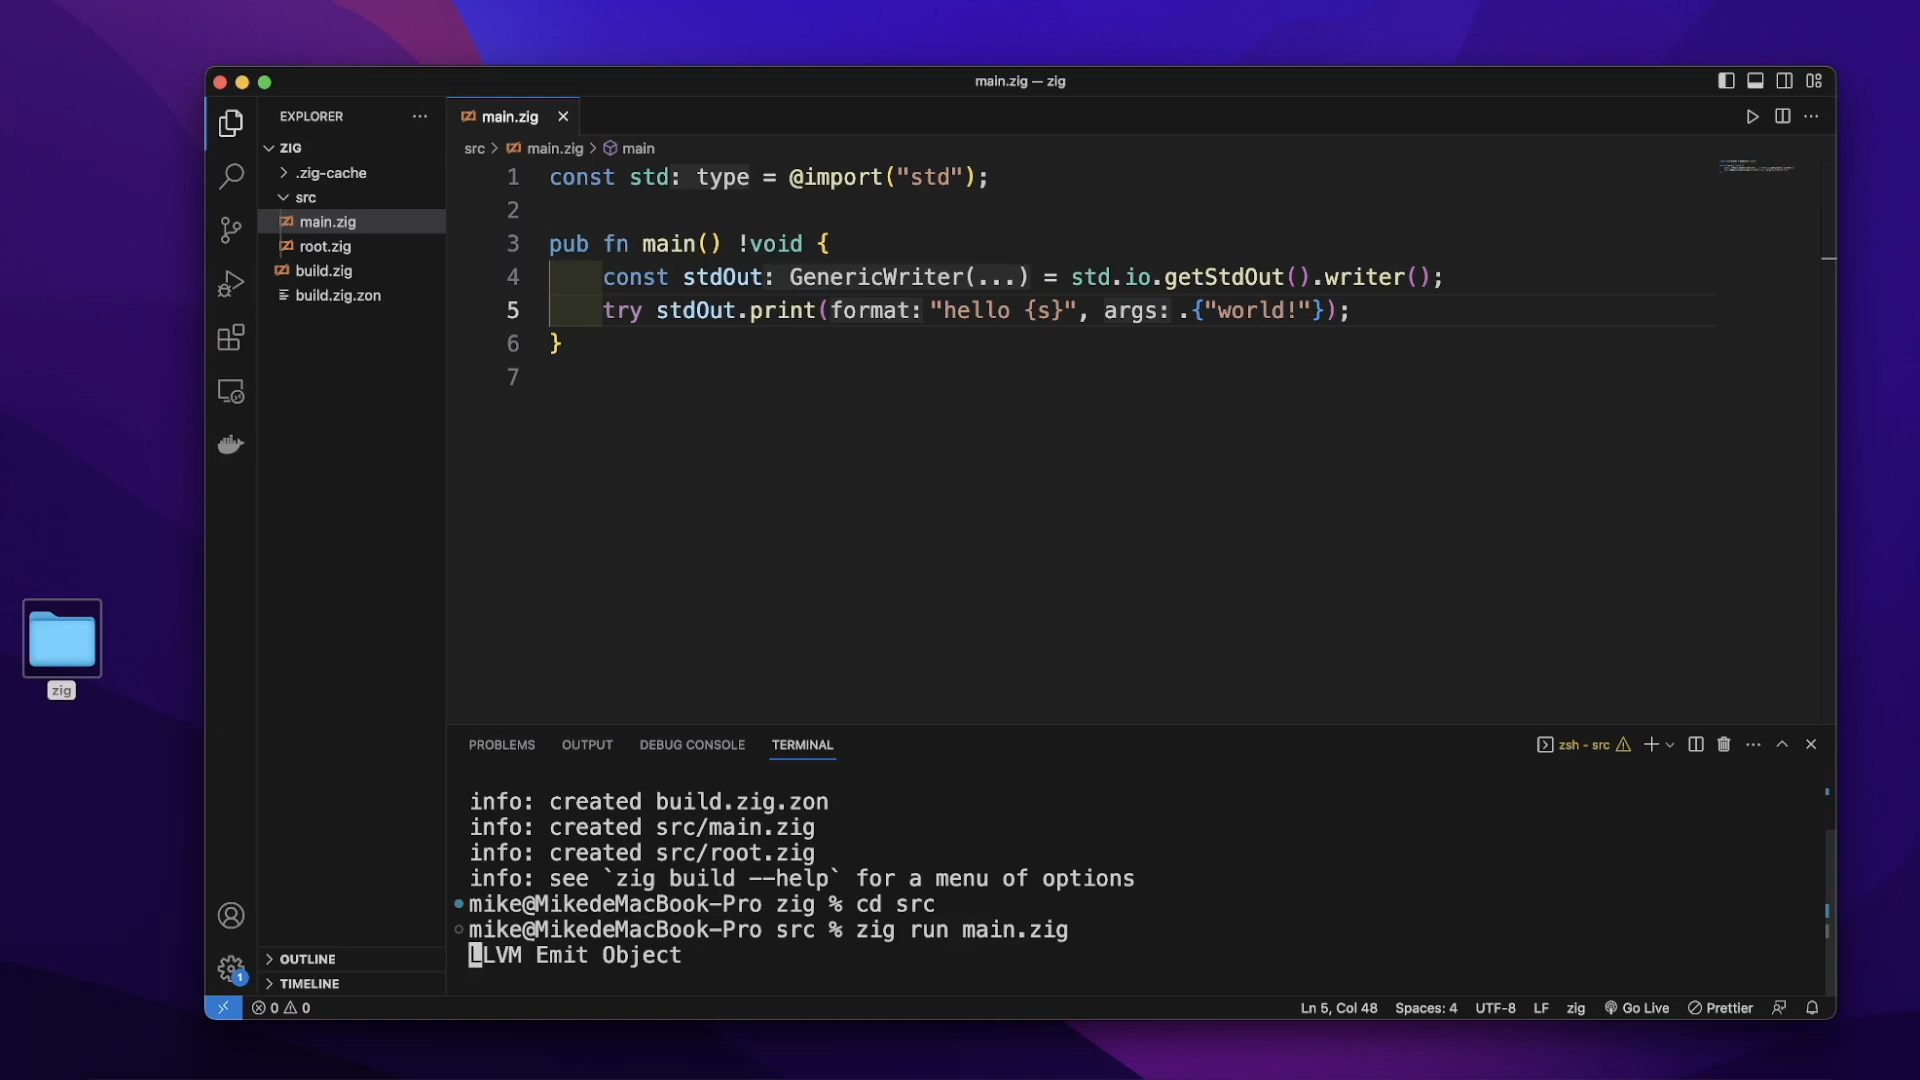 main.zig — zig
EXPLORER
ZIG
.zig-cache
src
main.zig
root.zig
build.zig
build.zig.zon
OUTLINE
TIMELINE
main.zig
src > main.zig > main
1 const std: type = @import("std");
2
3 pub fn main() !void {
4 const stdOut: GenericWriter(...) = std.io.getStdOut().writer();
5 try stdOut.print(format: "hello {s}", args: .{"world!"});
6 }
7
PROBLEMS OUTPUT DEBUG CONSOLE TERMINAL
zsh - src
info: created build.zig.zon
info: created src/main.zig
info: created src/root.zig
info: see `zig build --help` for a menu of options
mike@MikedeMacBook-Pro zig % cd src
mike@MikedeMacBook-Pro src % zig run main.zig
LLVM Emit Object
1
0 0
Ln 5, Col 48 Spaces: 4 UTF-8 LF zig Go Live Prettier
zig